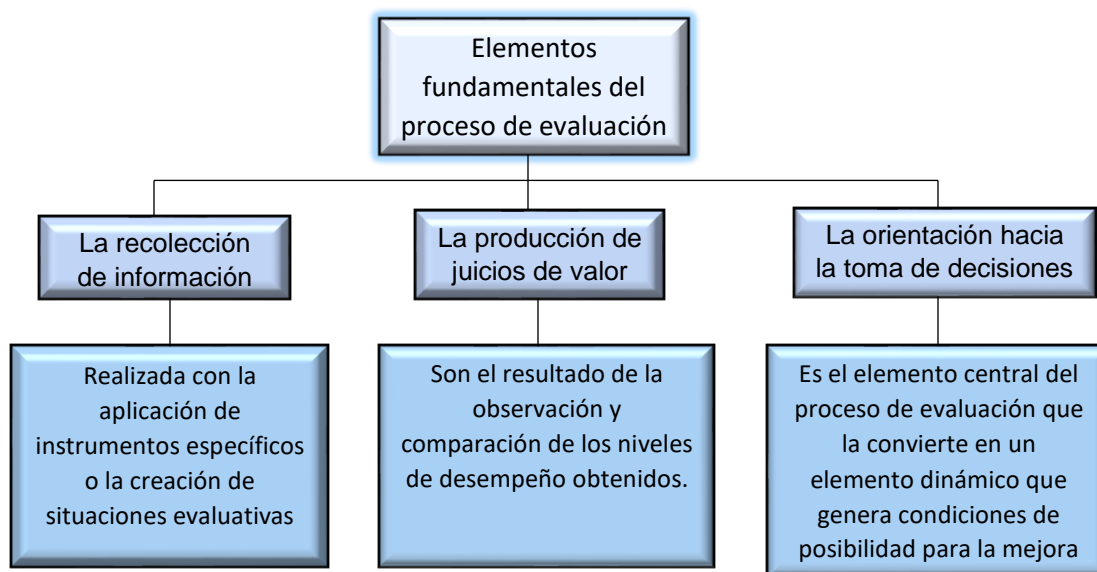 Elementos
fundamentales del
proceso de evaluación
La recolección
de información
La producción de
juicios de valor
La orientación hacia
la toma de decisiones
Realizada con la
aplicación de
instrumentos específicos
o la creación de
situaciones evaluativas
Son el resultado de la
observación y
comparación de los niveles
de desempeño obtenidos.
Es el elemento central del
proceso de evaluación que
la convierte en un
elemento dinámico que
genera condiciones de
posibilidad para la mejora